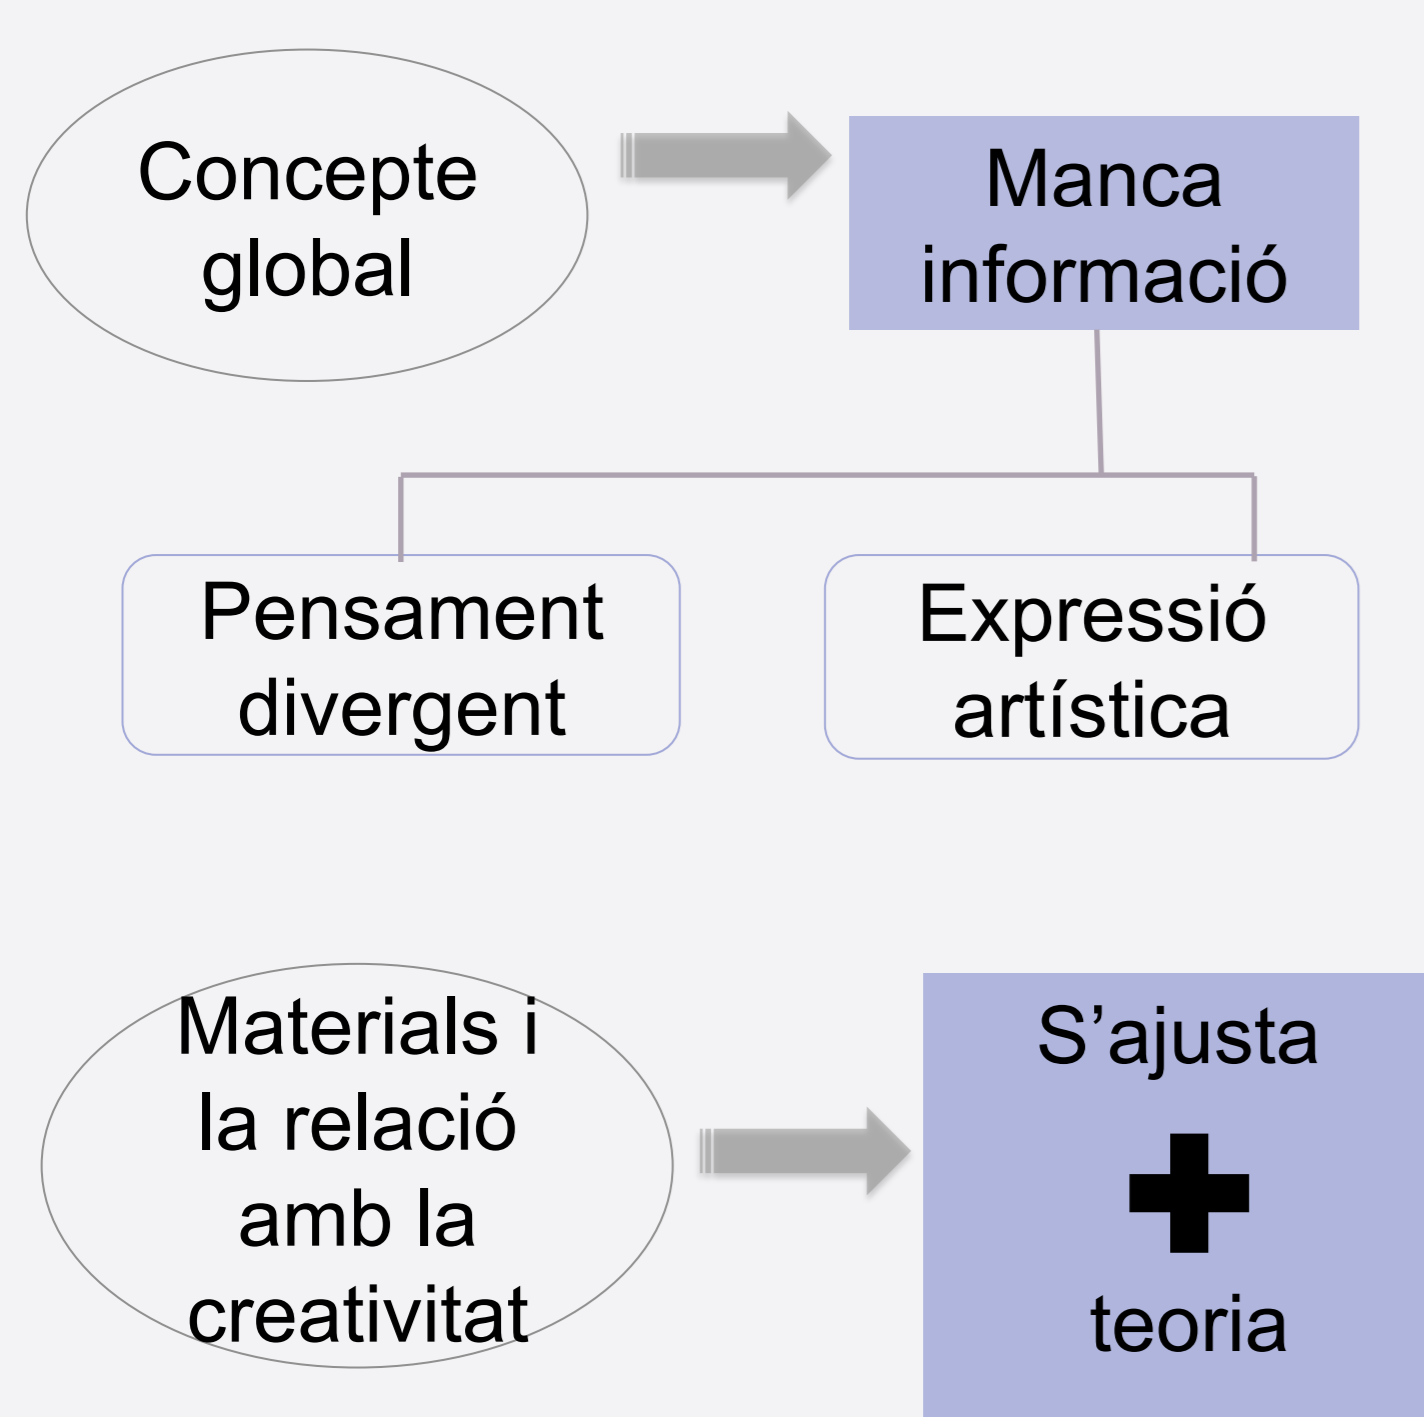 Concepte
global
Manca
informació
Pensament
divergent
Expressió
artística
Materials i
la relació
amb la
creativitat
S’ajusta
teoria